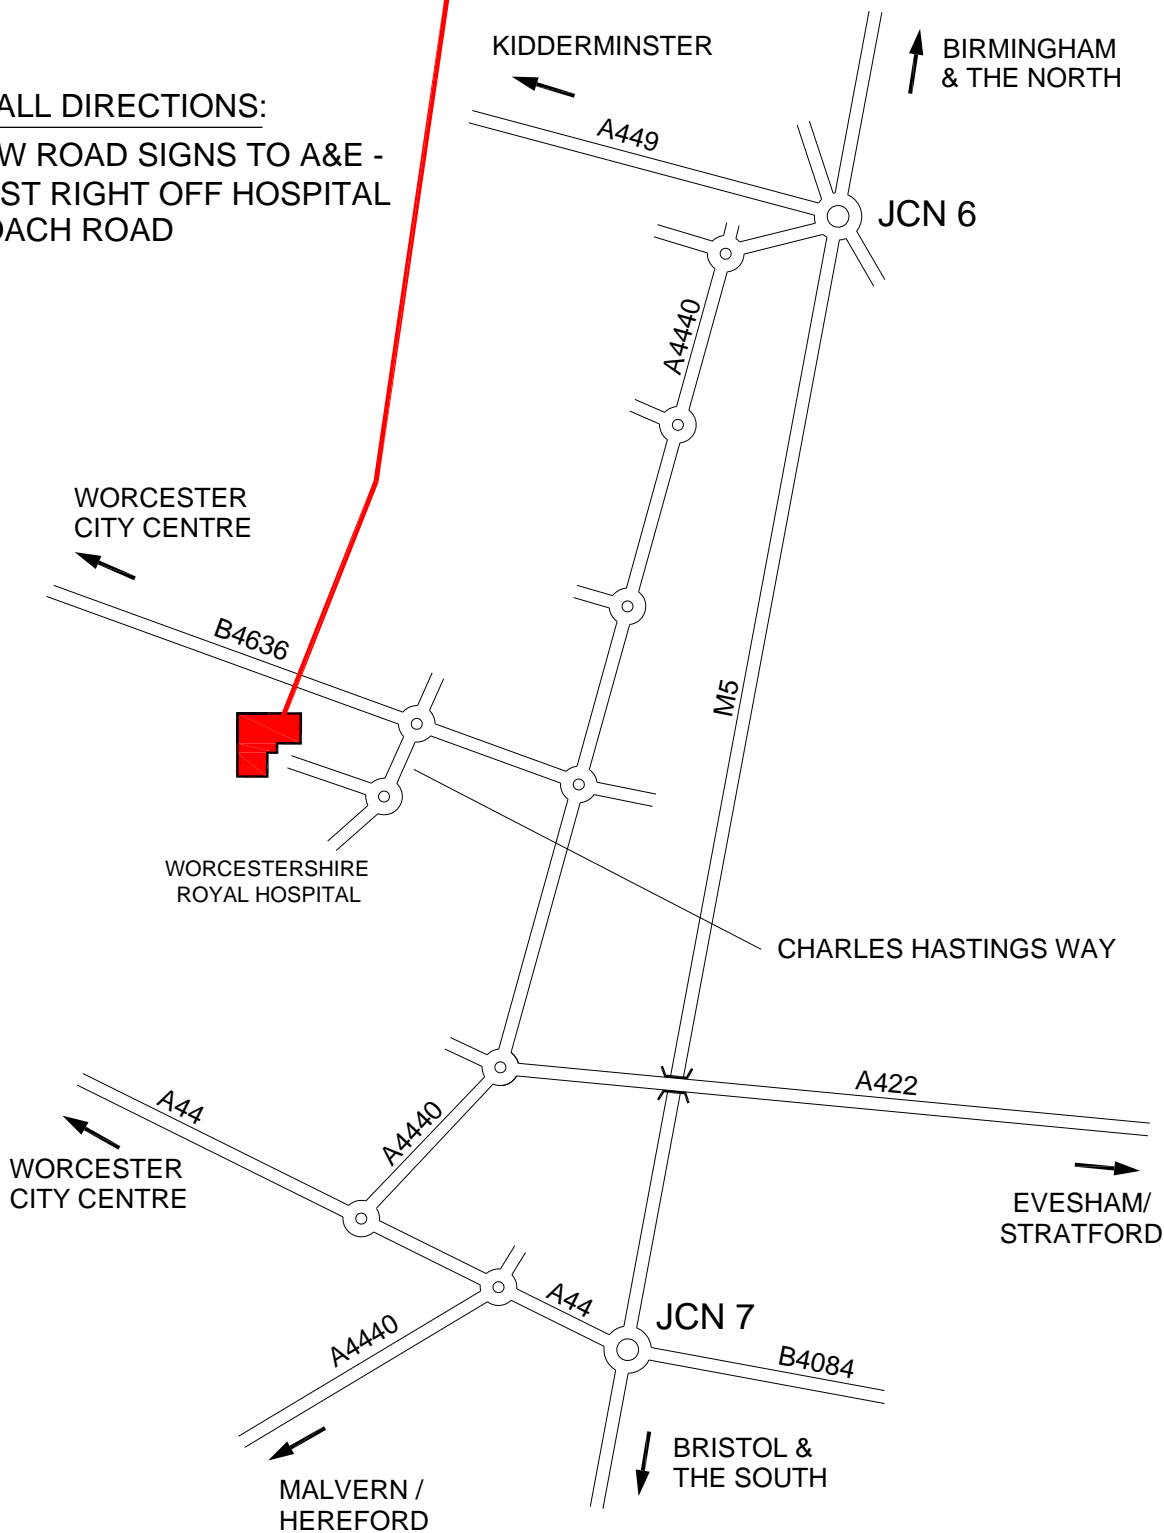 KIDDERMINSTER
BIRMINGHAM
& THE NORTH
ALL DIRECTIONS:
W ROAD SIGNS TO A&E -
ST RIGHT OFF HOSPITAL
OACH ROAD
A449
JCN 6
A4440
WORCESTER
CITY CENTRE
B4636
M5
WORCESTERSHIRE
ROYAL HOSPITAL
CHARLES HASTINGS WAY
A422
A44
A4440
WORCESTER
CITY CENTRE
EVESHAM/
STRATFORD
A44
JCN 7
A4440
B4084
BRISTOL &
THE SOUTH
MALVERN /
HEREFORD